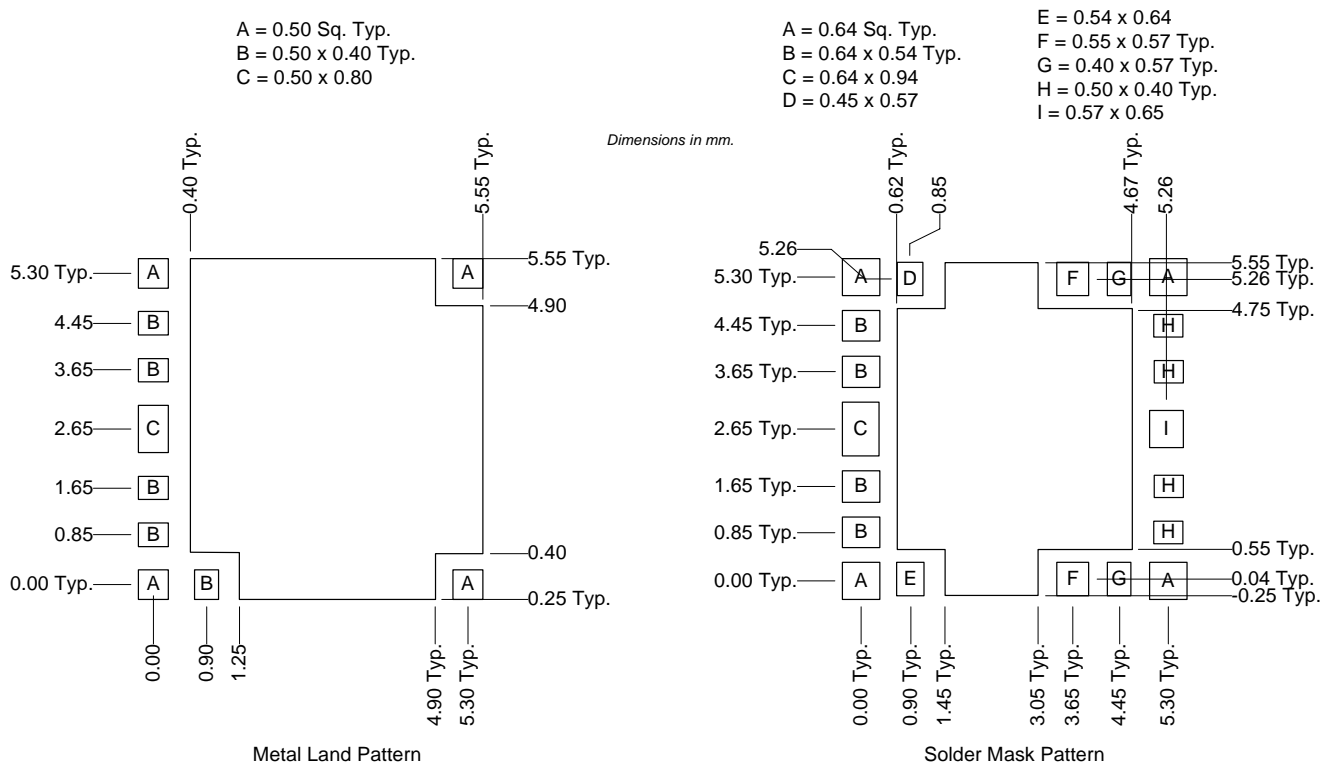 A = 0.50 Sq. Typ.
B = 0.50 x 0.40 Typ.
C = 0.50 x 0.80
A = 0.64 Sq. Typ.
B = 0.64 x 0.54 Typ.
C = 0.64 x 0.94
D = 0.45 x 0.57
E = 0.54 x 0.64
F = 0.55 x 0.57 Typ.
G = 0.40 x 0.57 Typ.
H = 0.50 x 0.40 Typ.
I = 0.57 x 0.65
Dimensions in mm.
0.40 Typ.
5.55 Typ.
5.30 Typ.
A
A
5.55 Typ.
4.90
4.45
B
3.65
B
2.65
C
1.65
B
0.85
B
0.40
0.00 Typ.
A
B
A
0.25 Typ.
0.00
0.90
1.25
4.90 Typ.
5.30 Typ.
Metal Land Pattern
0.62 Typ.
0.85
4.67 Typ.
5.26
5.26
5.30 Typ.
A
D
F
G
A
5.55 Typ.
5.26 Typ.
4.75 Typ.
4.45 Typ.
B
H
3.65 Typ.
B
H
2.65 Typ.
C
I
1.65 Typ.
B
H
0.85 Typ.
B
H
0.55 Typ.
0.00 Typ.
A
E
F
G
A
0.04 Typ.
-0.25 Typ.
0.00 Typ.
0.90 Typ.
1.45 Typ.
3.05 Typ.
3.65 Typ.
4.45 Typ.
5.30 Typ.
Solder Mask Pattern